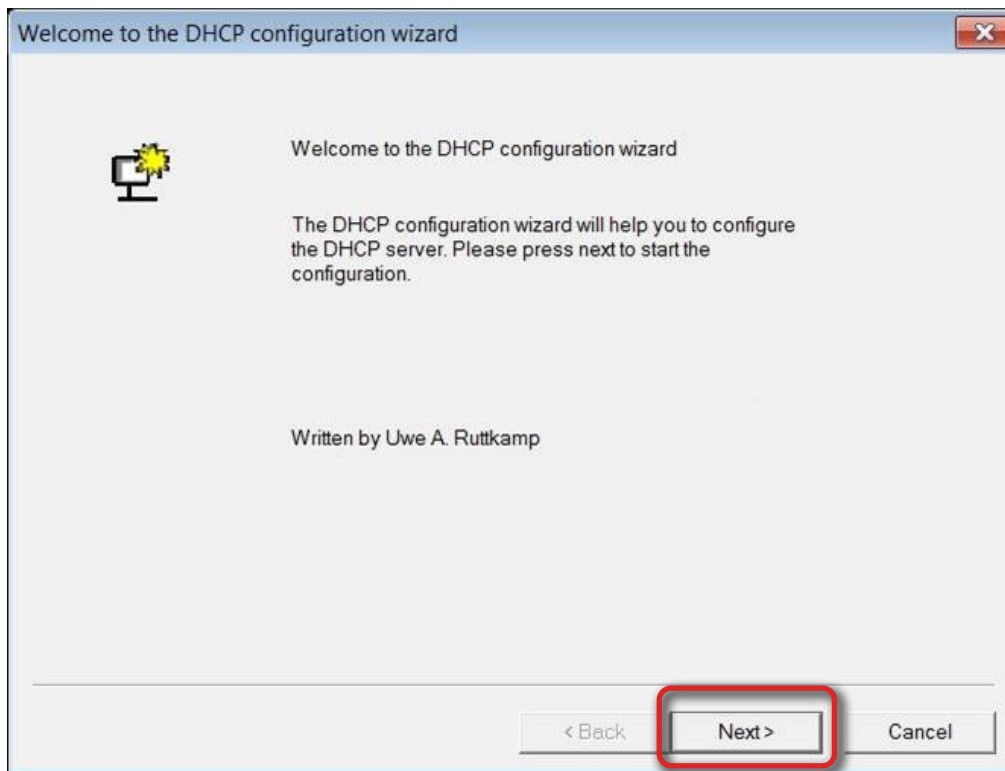 Welcome to the DHCP configuration wizard
Welcome to the DHCP configuration wizard
The DHCP configuration wizard will help you to configure
the DHCP server. Please press next to start the
configuration.
Written by Uwe A. Ruttkamp
< Back
Next >
Cancel